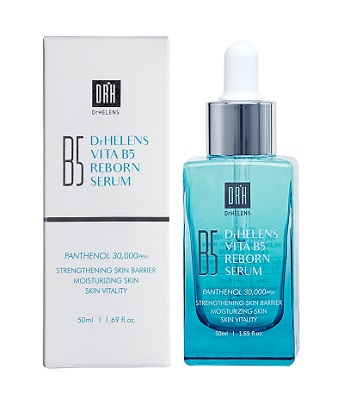 DR'H
DrHELENS
B5
DrHELENS
VITA B5
REBORN
SERUM
PANTHENOL 30,000PPM
STRENGTHENING SKIN BARRIER
MOISTURIZING SKIN
SKIN VITALITY
50ml | 1.69 fl.oz.
DR'H
DrHELENS
B5
DrHELENS
VITA B5
REBORN
SERUM
PANTHENOL 30,000PPM
STRENGTHENING SKIN BARRIER
MOISTURIZING SKIN
SKIN VITALITY
50ml | 1.69 fl.oz.